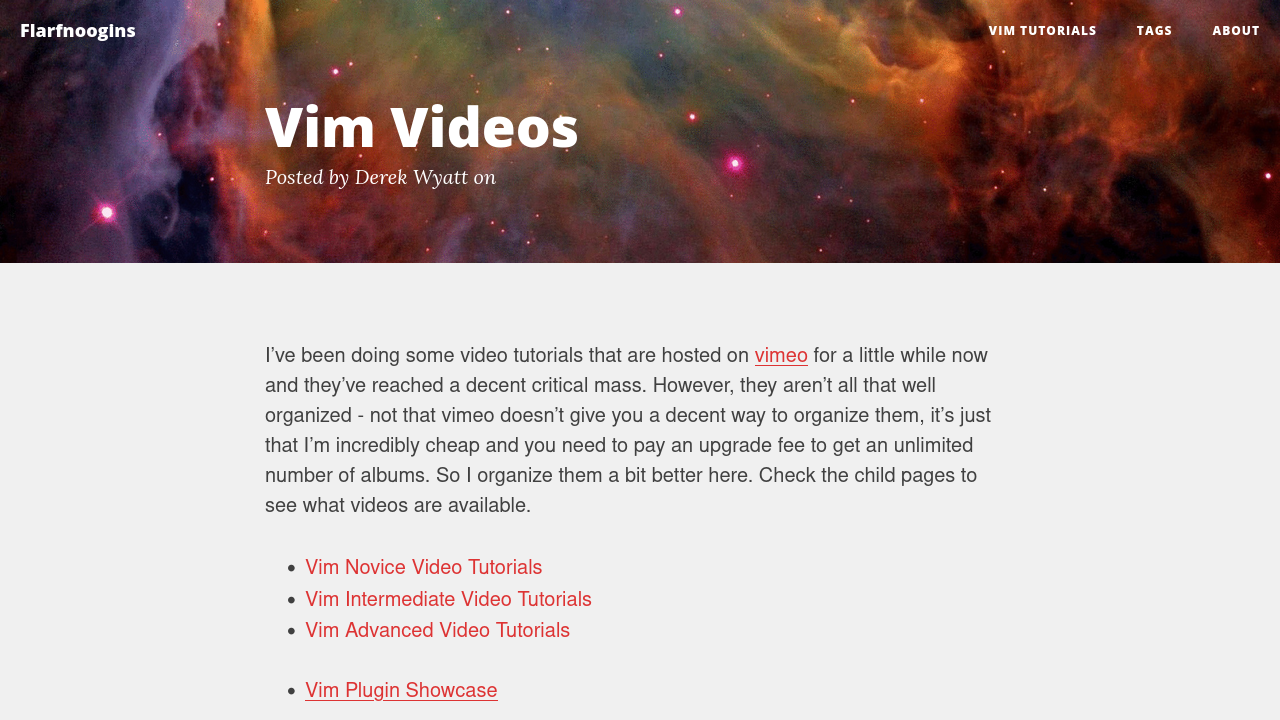 Flarfnoogins
VIM TUTORIALS
TAGS
ABOUT
Vim Videos
Posted by Derek Wyatt on
I’ve been doing some video tutorials that are hosted on vimeo for a little while now
and they’ve reached a decent critical mass. However, they aren’t all that well
organized - not that vimeo doesn’t give you a decent way to organize them, it’s just
that I’m incredibly cheap and you need to pay an upgrade fee to get an unlimited
number of albums. So I organize them a bit better here. Check the child pages to
see what videos are available.
• Vim Novice Video Tutorials
• Vim Intermediate Video Tutorials
• Vim Advanced Video Tutorials
• Vim Plugin Showcase